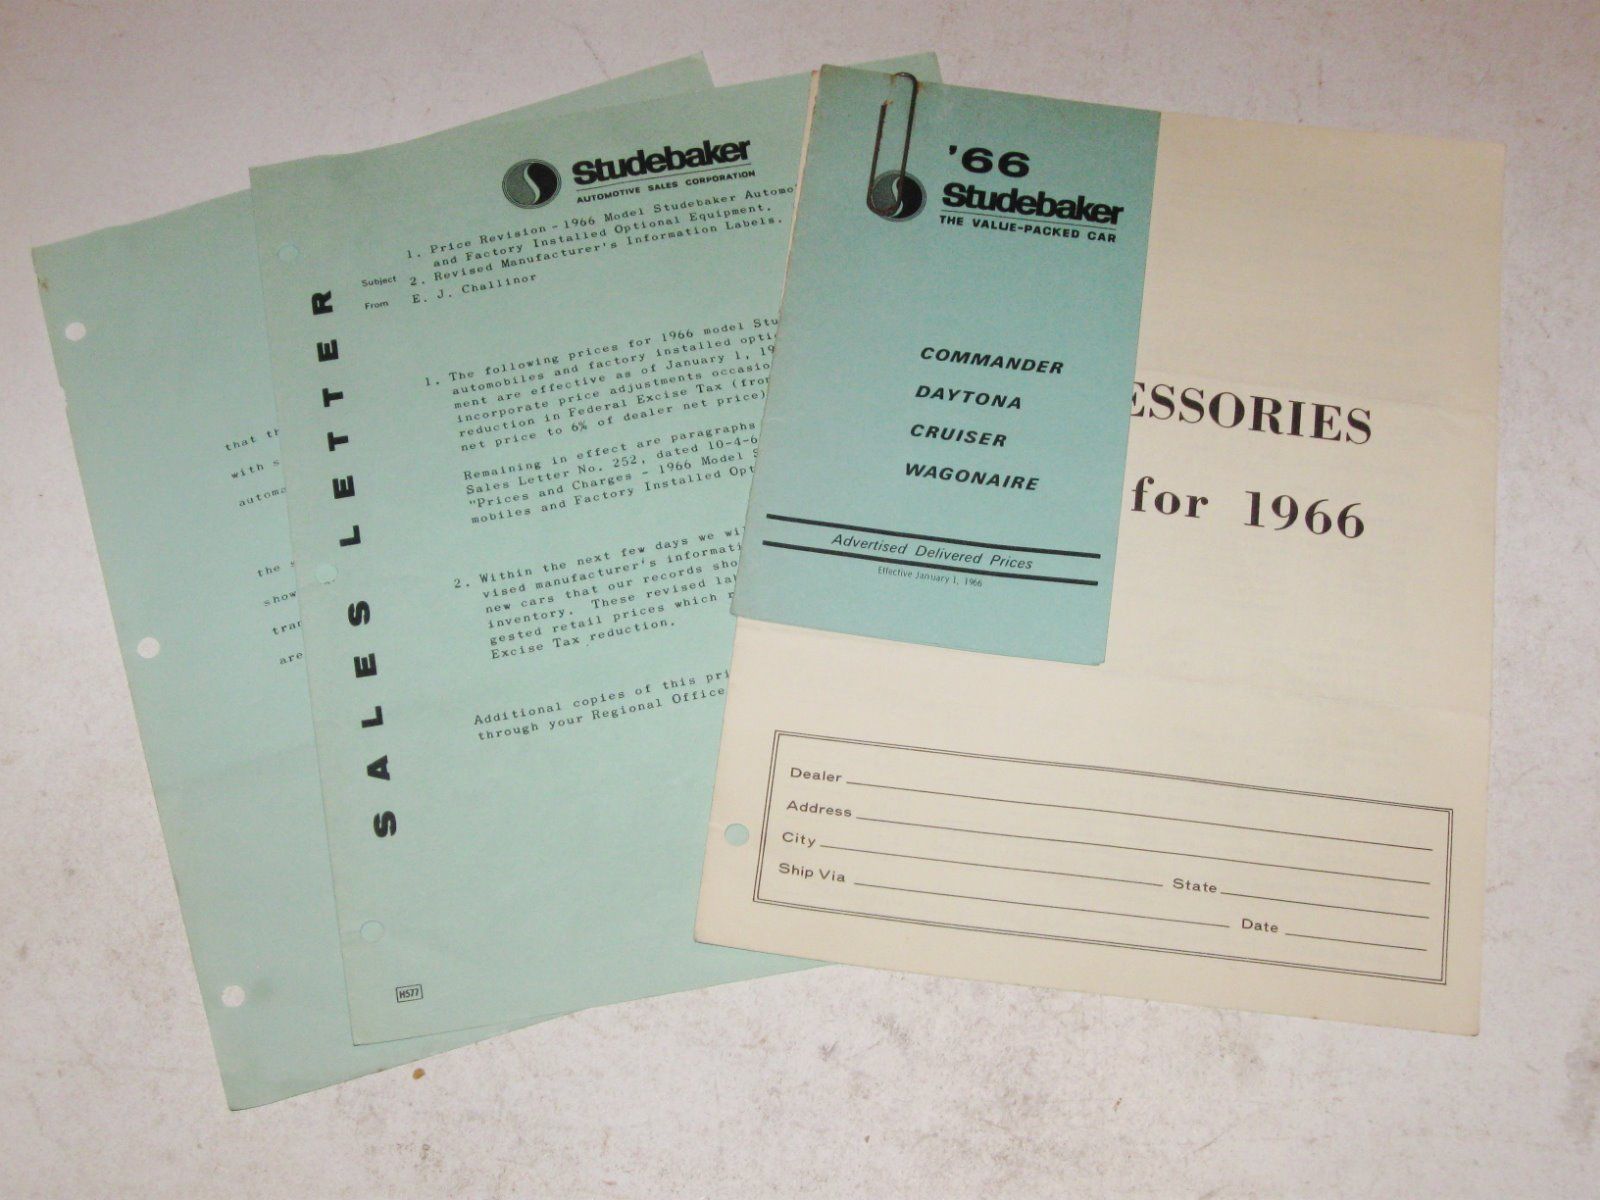 that th
with s
automa
the s
show
tran
are
SALES LETTER
Studebaker
AUTOMOTIVE SALES CORPORATION
Subject 1. Price Revision - 1966 Model Studebaker Automo
and Factory Installed Optional Equipment.
2. Revised Manufacturer's Information Labels.
From E. J. Challinor
1. The following prices for 1966 model Stu
automobiles and factory installed opti
ment are effective as of January 1, 19
incorporate price adjustments occasio
reduction in Federal Excise Tax (fro
net price to 6% of dealer net price)
Remaining in effect are paragraphs
Sales Letter No. 252, dated 10-4-6
"Prices and Charges - 1966 Model S
mobiles and Factory Installed Opt
2. Within the next few days we wi
vised manufacturer's informati
new cars that our records sho
inventory. These revised la
gested retail prices which r
Excise Tax reduction.
Additional copies of this pri
through your Regional Office
H577
'66
Studebaker
THE VALUE-PACKED CAR
COMMANDER
DAYTONA
CRUISER
WAGONAIRE
Advertised Delivered Prices
Effective January 1, 1966
ESSORIES
for 1966
Dealer
Address
City
State
Ship Via
Date